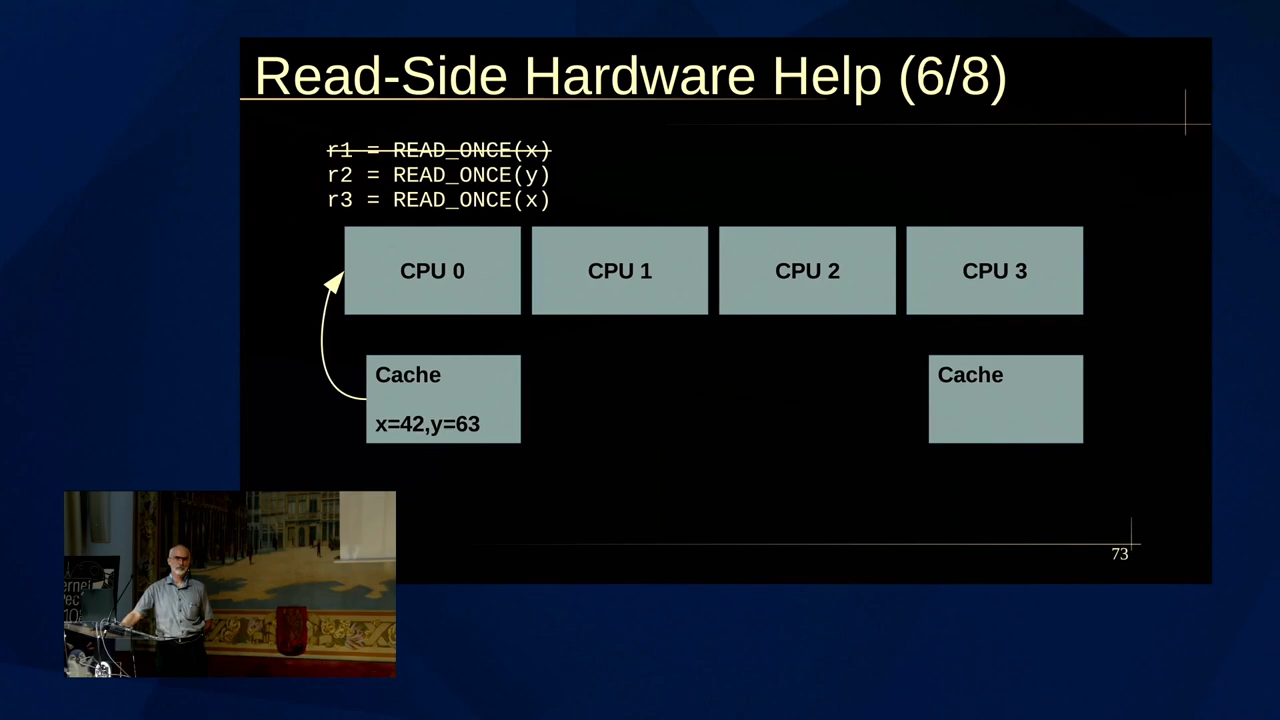 Read-Side Hardware Help (6/8)
r1 = READ_ONCE(x)
r2 = READ_ONCE(y)
r3 = READ_ONCE(x)
CPU 0
CPU 1
CPU 2
CPU 3
Cache
x=42,y=63
Cache
73